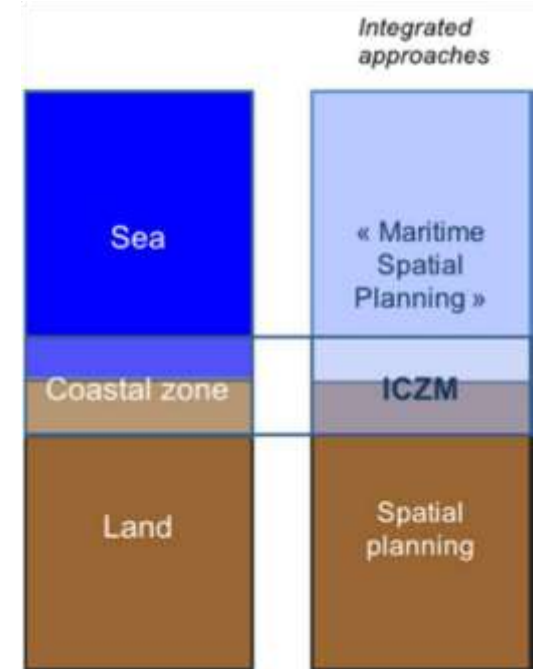 Integrated
approaches
Sea
« Maritime
Spatial
Planning »
Coastal zone
ICZM
Land
Spatial
planning